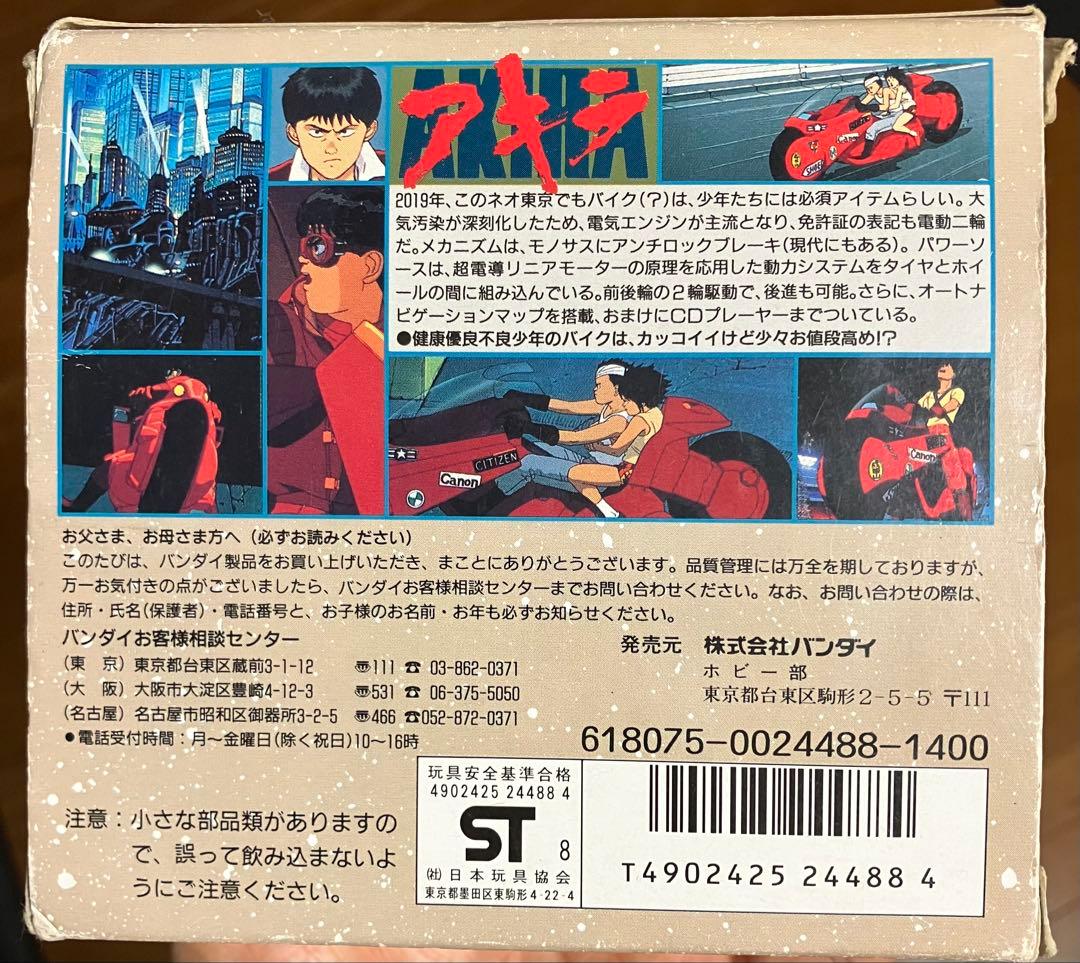 アキラ
AKIRA
2019年、このネオ東京でもバイク(?)は、少年たちには必須アイテムらしい。大
気汚染が深刻化したため、電気エンジンが主流となり、免許証の表記も電動二輪
だ。メカニズムは、モノサスにアンチロックブレーキ(現代にもある)。パワーソ
ースは、超電導リニアモーターの原理を応用した動力システムをタイヤとホイ
ールの間に組み込んでいる。前後輪の2輪駆動で、後進も可能。さらに、オートナ
ビゲーションマップを搭載、おまけにCDプレーヤーまでついている。
●健康優良不良少年のバイクは、カッコイイけど少々お値段高め!?
Canon
CITIZEN
Canon
Canon
お父さま、お母さま方へ(必ずお読みください)
このたびは、バンダイ製品をお買い上げいただき、まことにありがとうございます。品質管理には万全を期しておりますが、
万一お気付きの点がございましたら、バンダイお客様相談センターまでお問い合わせください。なお、お問い合わせの際は、
住所・氏名(保護者)・電話番号と、お子様のお名前・お年も必ずお知らせください。
バンダイお客様相談センター
(東 京) 東京都台東区蔵前3-1-12 〠111 ☎ 03-862-0371
(大 阪) 大阪市大淀区豊崎4-12-3 〠531 ☎ 06-375-5050
(名古屋) 名古屋市昭和区御器所3-2-5 〠466 ☎052-872-0371
●電話受付時間:月〜金曜日(除く祝日)10〜16時
発売元 株式会社バンダイ
ホビー部
東京都台東区駒形2-5-5 〒111
618075-0024488-1400
注意:小さな部品類がありますの
で、誤って飲み込まないよ
うにご注意ください。
玩具安全基準合格
4902425 24488 4
ST 8
(社)日本玩具協会
東京都墨田区東駒形4-22-4
T4902425 24488 4